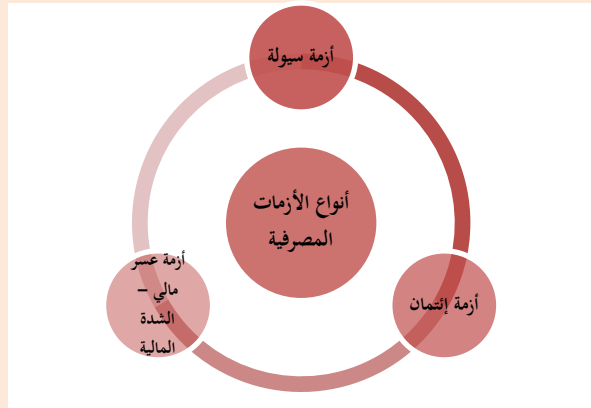 أزمة سيولة
أنواع الأزمات
المصرفية
أزمة إئتمان
أزمة عسر
مالي –
الشدة
المالية